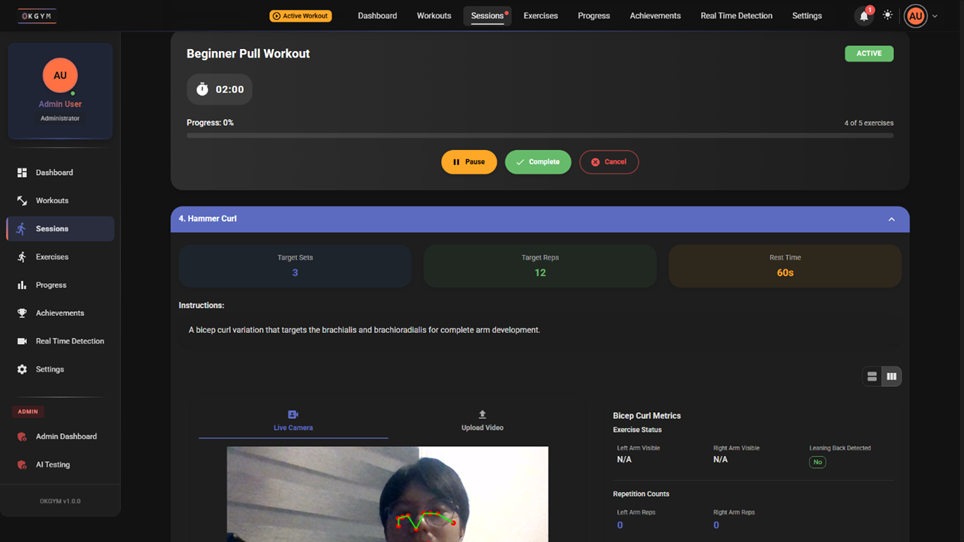 OKGYM
Active Workout
Dashboard Workouts Sessions Exercises Progress Achievements Real Time Detection Settings
1
AU
AU
Admin User
Administrator
Dashboard
Workouts
Sessions
Exercises
Progress
Achievements
Real Time Detection
Settings
ADMIN
Admin Dashboard
AI Testing
OKGYM v1.0.0
Beginner Pull Workout
ACTIVE
02:00
Progress: 0%
4 of 5 exercises
Pause Complete Cancel
4. Hammer Curl
Target Sets Target Reps Rest Time
3 12 60s
Instructions:
A bicep curl variation that targets the brachialis and brachioradialis for complete arm development.
Live Camera Upload Video
Bicep Curl Metrics
Exercise Status
Left Arm Visible Right Arm Visible Leaning Back Detected
N/A N/A No
Repetition Counts
Left Arm Reps Right Arm Reps
0 0